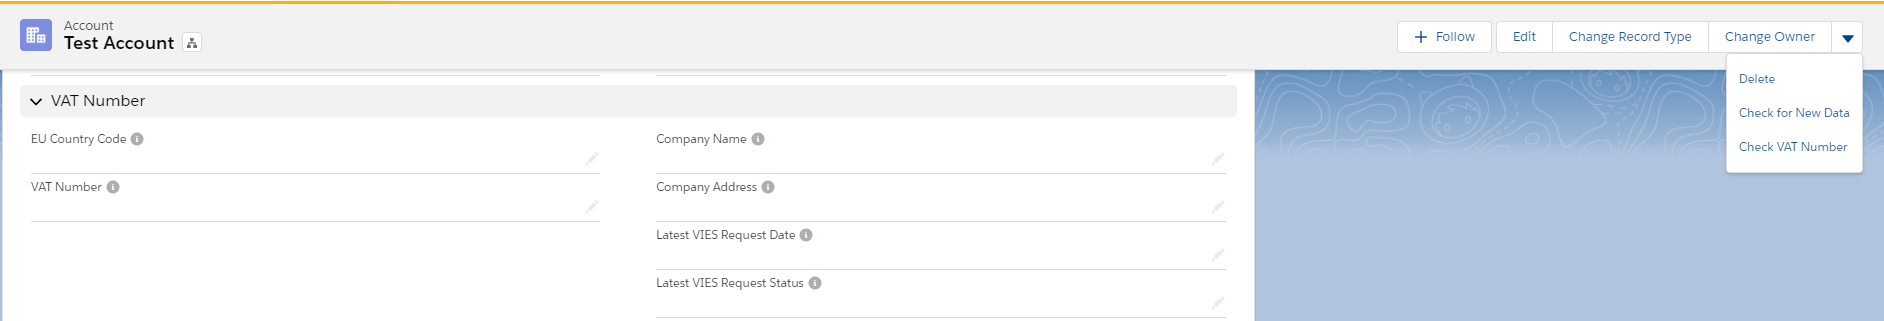 Account
Test Account
Follow
Edit
Change Record Type
Change Owner
Delete
Check for New Data
Check VAT Number
VAT Number
EU Country Code
Company Name
VAT Number
Company Address
Latest VIES Request Date
Latest VIES Request Status